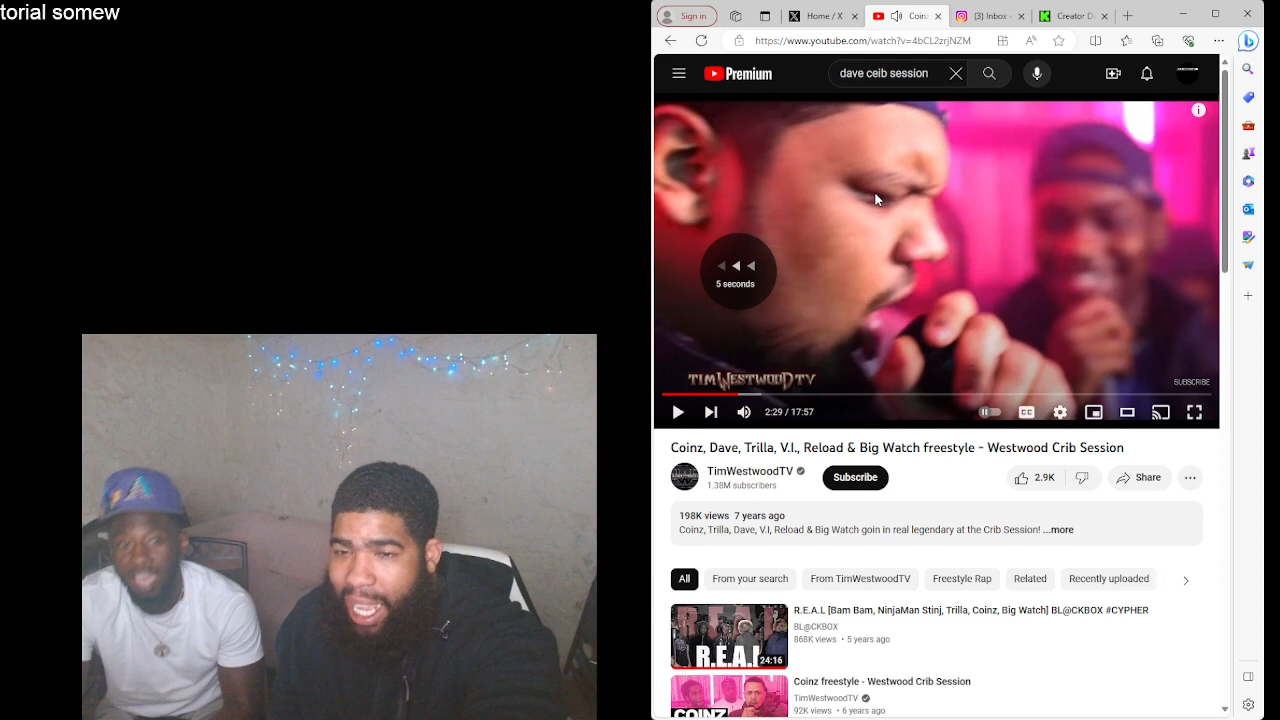 torial somew
Sign in
Home / X
Coinz
(3) Inbox
Creator D
https://www.youtube.com/watch?v=4bCL2zrjNZM
Premium
dave ceib session
5 seconds
TIMWESTWOODTV
SUBSCRIBE
2:29 / 17:57
CC
Coinz, Dave, Trilla, V.I., Reload & Big Watch freestyle - Westwood Crib Session
TimWestwoodTV
1.38M subscribers
Subscribe
2.9K
Share
198K views 7 years ago
Coinz, Trilla, Dave, V.I, Reload & Big Watch goin in real legendary at the Crib Session! ...more
All
From your search
From TimWestwoodTV
Freestyle Rap
Related
Recently uploaded
R.E.A.L [Bam Bam, NinjaMan Stinj, Trilla, Coinz, Big Watch] BL@CKBOX #CYPHER
BL@CKBOX
868K views • 5 years ago
R.E.A.L
24:16
Coinz freestyle - Westwood Crib Session
TimWestwoodTV
92K views • 6 years ago
COINZ